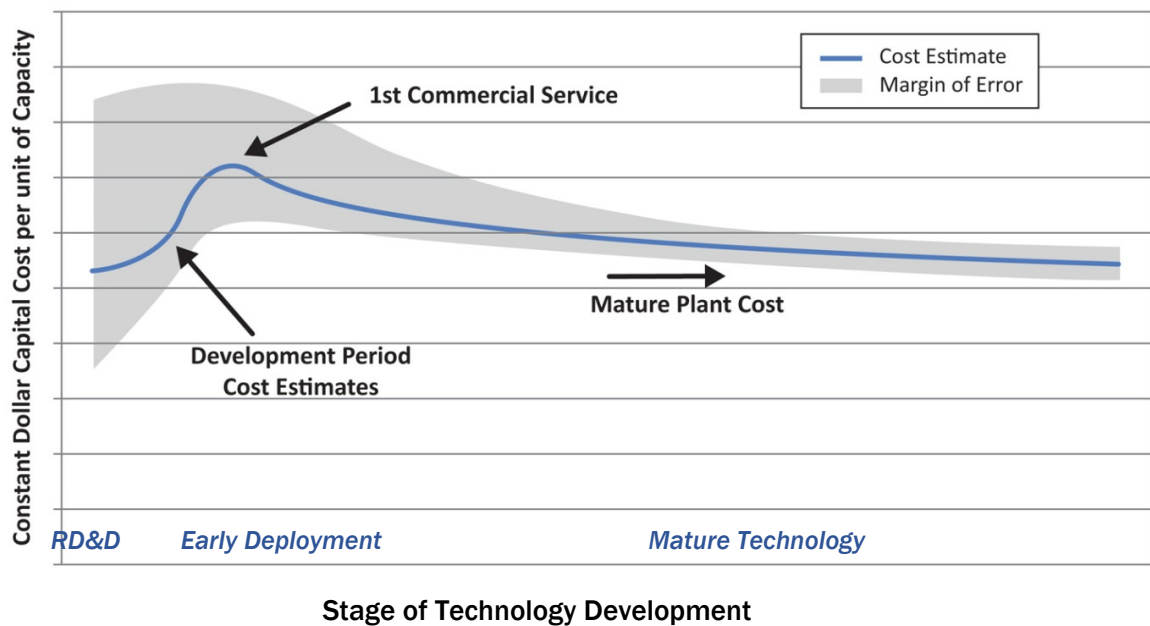 Constant Dollar Capital Cost per unit of Capacity
Cost Estimate
Margin of Error
1st Commercial Service
Mature Plant Cost
Development Period
Cost Estimates
RD&D
Early Deployment
Mature Technology
Stage of Technology Development